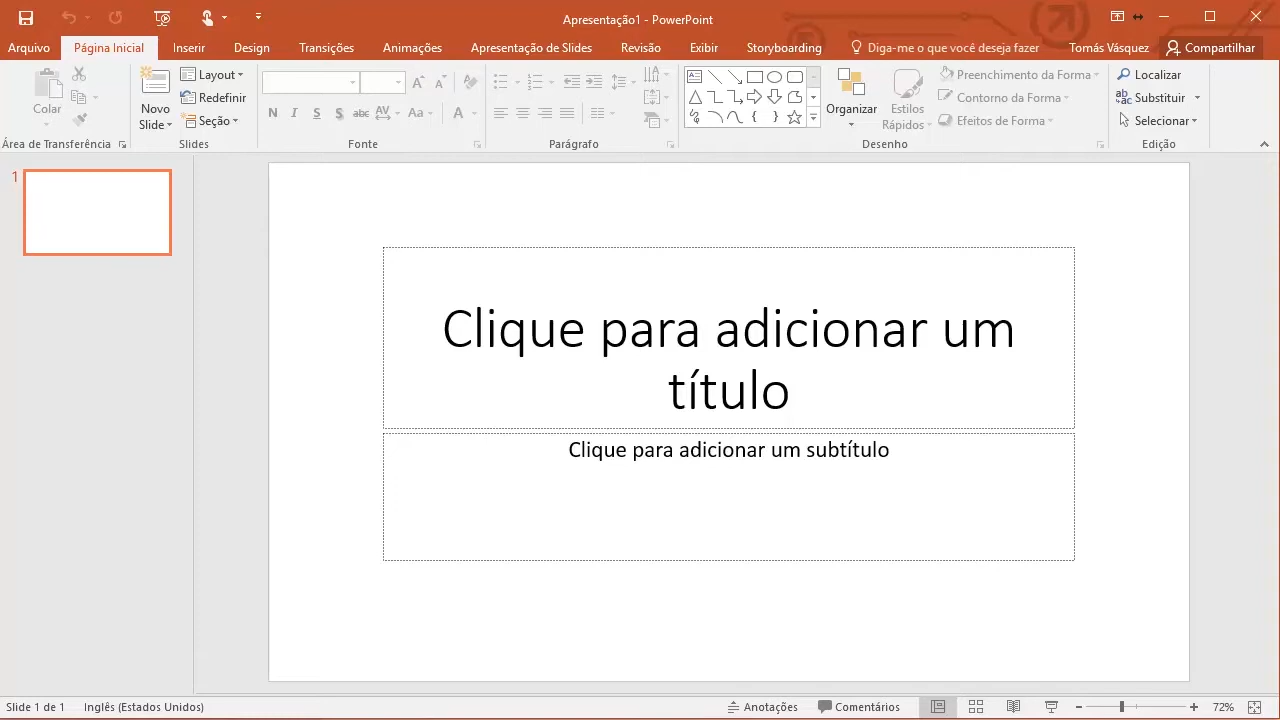 Apresentação1 - PowerPoint
Arquivo Página Inicial Inserir Design Transições Animações Apresentação de Slides Revisão Exibir Storyboarding Diga-me o que você deseja fazer Tomás Vásquez Compartilhar
Colar
Área de Transferência
Novo
Slide
Layout
Redefinir
Seção
Slides
N I S S abc AV Aa A
Fonte
Parágrafo
Organizar
Estilos
Rápidos
Preenchimento da Forma
Contorno da Forma
Efeitos de Forma
Desenho
Localizar
Substituir
Selecionar
Edição
1
Clique para adicionar um
título
Clique para adicionar um subtítulo
Slide 1 de 1 Inglês (Estados Unidos) Anotações Comentários 72%